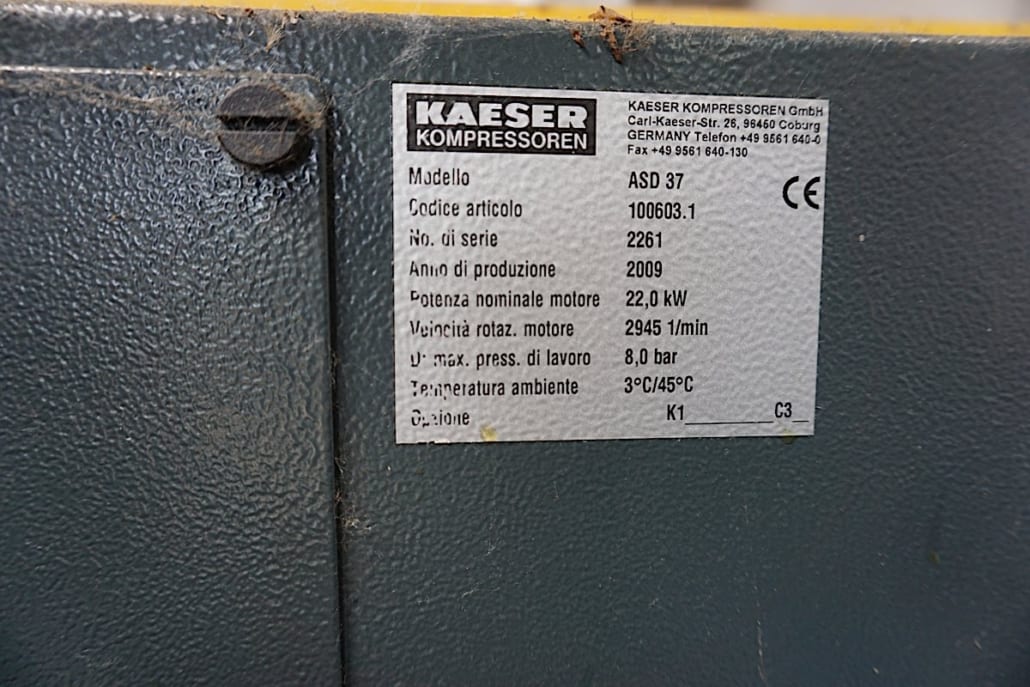 KAESER
KOMPRESSOREN
KAESER KOMPRESSOREN GmbH
Carl-Kaeser-Str. 26, 96450 Coburg
GERMANY Telefon +49 9561 640-0
Fax +49 9561 640-130
CE
Modello ASD 37
Codice articolo 100603.1
No. di serie 2261
Anno di produzione 2009
Potenza nominale motore 22,0 kW
Velocità rotaz. motore 2945 1/min
max. press. di lavoro 8,0 bar
Temperatura ambiente 3°C/45°C
Opzione K1_________C3__